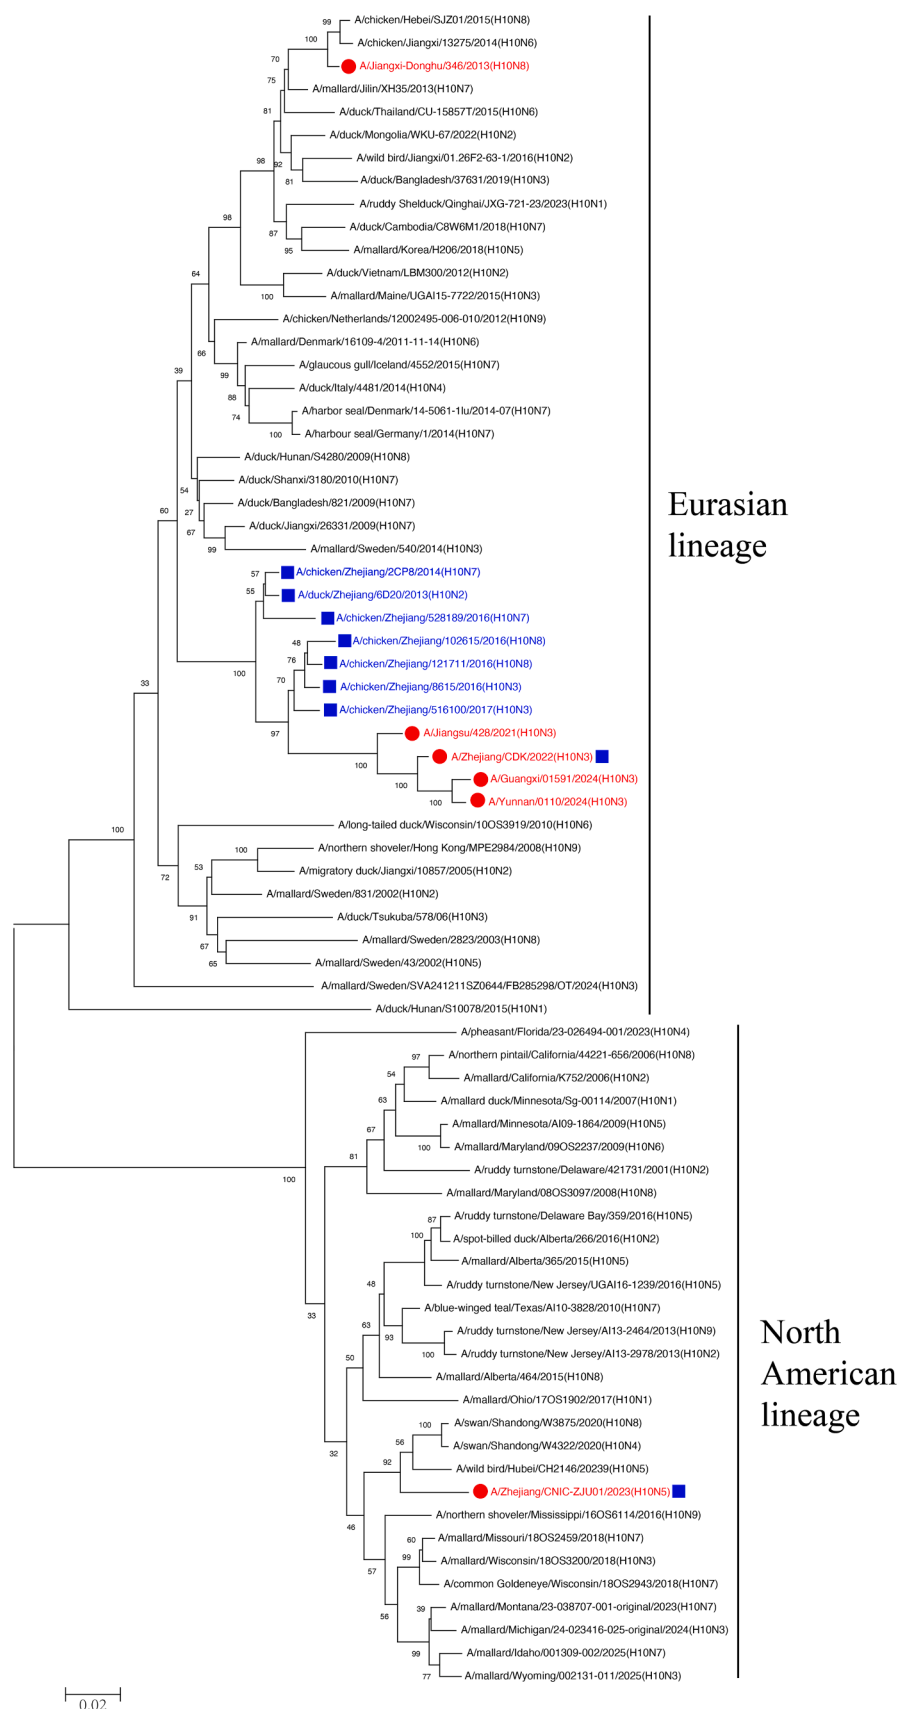 A/chicken/Hebei/SJZ01/2015(H10N8)
99
A/chicken/Jiangxi/13275/2014(H10N6)
100
A/Jiangxi-Donghu/346/2013(H10N8)
70
75
A/mallard/Jilin/XH35/2013(H10N7)
81
A/duck/Thailand/CU-15857T/2015(H10N6)
A/duck/Mongolia/WKU-67/2022(H10N2)
98
92
A/wild bird/Jiangxi/01.26F2-63-1/2016(H10N2)
81
A/duck/Bangladesh/37631/2019(H10N3)
A/ruddy Shelduck/Qinghai/JXG-721-23/2023(H10N1)
98
87
A/duck/Cambodia/C8W6M1/2018(H10N7)
95
A/mallard/Korea/H206/2018(H10N5)
64
A/duck/Vietnam/LBM300/2012(H10N2)
100
A/mallard/Maine/UGAI15-7722/2015(H10N3)
A/chicken/Netherlands/12002495-006-010/2012(H10N9)
66
A/mallard/Denmark/16109-4/2011-11-14(H10N6)
39
99
A/glaucous gull/Iceland/4552/2015(H10N7)
88
A/duck/Italy/4481/2014(H10N4)
74
A/harbor seal/Denmark/14-5061-1lu/2014-07(H10N7)
100
A/harbour seal/Germany/1/2014(H10N7)
A/duck/Hunan/S4280/2009(H10N8)
A/duck/Shanxi/3180/2010(H10N7)
54
60
27
A/duck/Bangladesh/821/2009(H10N7)
67
A/duck/Jiangxi/26331/2009(H10N7)
99
A/mallard/Sweden/540/2014(H10N3)
Eurasian
lineage
57
A/chicken/Zhejiang/2CP8/2014(H10N7)
55
A/duck/Zhejiang/6D20/2013(H10N2)
A/chicken/Zhejiang/528189/2016(H10N7)
48
A/chicken/Zhejiang/102615/2016(H10N8)
100
76
A/chicken/Zhejiang/121711/2016(H10N8)
33
70
A/chicken/Zhejiang/8615/2016(H10N3)
A/chicken/Zhejiang/516100/2017(H10N3)
97
A/Jiangsu/428/2021(H10N3)
100
A/Zhejiang/CDK/2022(H10N3)
100
A/Guangxi/01591/2024(H10N3)
100
A/Yunnan/0110/2024(H10N3)
100
A/long-tailed duck/Wisconsin/10OS3919/2010(H10N6)
100
A/northern shoveler/Hong Kong/MPE2984/2008(H10N9)
72
53
A/migratory duck/Jiangxi/10857/2005(H10N2)
A/mallard/Sweden/831/2002(H10N2)
91
A/duck/Tsukuba/578/06(H10N3)
67
A/mallard/Sweden/2823/2003(H10N8)
65
A/mallard/Sweden/43/2002(H10N5)
A/mallard/Sweden/SVA241211SZ0644/FB285298/OT/2024(H10N3)
A/duck/Hunan/S10078/2015(H10N1)
A/pheasant/Florida/23-026494-001/2023(H10N4)
97
A/northern pintail/California/44221-656/2006(H10N8)
54
A/mallard/California/K752/2006(H10N2)
63
A/mallard duck/Minnesota/Sg-00114/2007(H10N1)
67
A/mallard/Minnesota/AI09-1864/2009(H10N5)
100
A/mallard/Maryland/09OS2237/2009(H10N6)
81
A/ruddy turnstone/Delaware/421731/2001(H10N2)
100
A/mallard/Maryland/08OS3097/2008(H10N8)
87
A/ruddy turnstone/Delaware Bay/359/2016(H10N5)
100
A/spot-billed duck/Alberta/266/2016(H10N2)
A/mallard/Alberta/365/2015(H10N5)
48
A/ruddy turnstone/New Jersey/UGAI16-1239/2016(H10N5)
33
A/blue-winged teal/Texas/AI10-3828/2010(H10N7)
63
93
A/ruddy turnstone/New Jersey/AI13-2464/2013(H10N9)
100
A/ruddy turnstone/New Jersey/AI13-2978/2013(H10N2)
50
A/mallard/Alberta/464/2015(H10N8)
A/mallard/Ohio/17OS1902/2017(H10N1)
North
American
lineage
100
A/swan/Shandong/W3875/2020(H10N8)
56
A/swan/Shandong/W4322/2020(H10N4)
32
92
A/wild bird/Hubei/CH2146/20239(H10N5)
A/Zhejiang/CNIC-ZJU01/2023(H10N5)
46
A/northern shoveler/Mississippi/16OS6114/2016(H10N9)
60
A/mallard/Missouri/18OS2459/2018(H10N7)
99
A/mallard/Wisconsin/18OS3200/2018(H10N3)
57
A/common Goldeneye/Wisconsin/18OS2943/2018(H10N7)
39
A/mallard/Montana/23-038707-001-original/2023(H10N7)
56
A/mallard/Michigan/24-023416-025-original/2024(H10N3)
99
A/mallard/Idaho/001309-002/2025(H10N7)
77
A/mallard/Wyoming/002131-011/2025(H10N3)
0.02